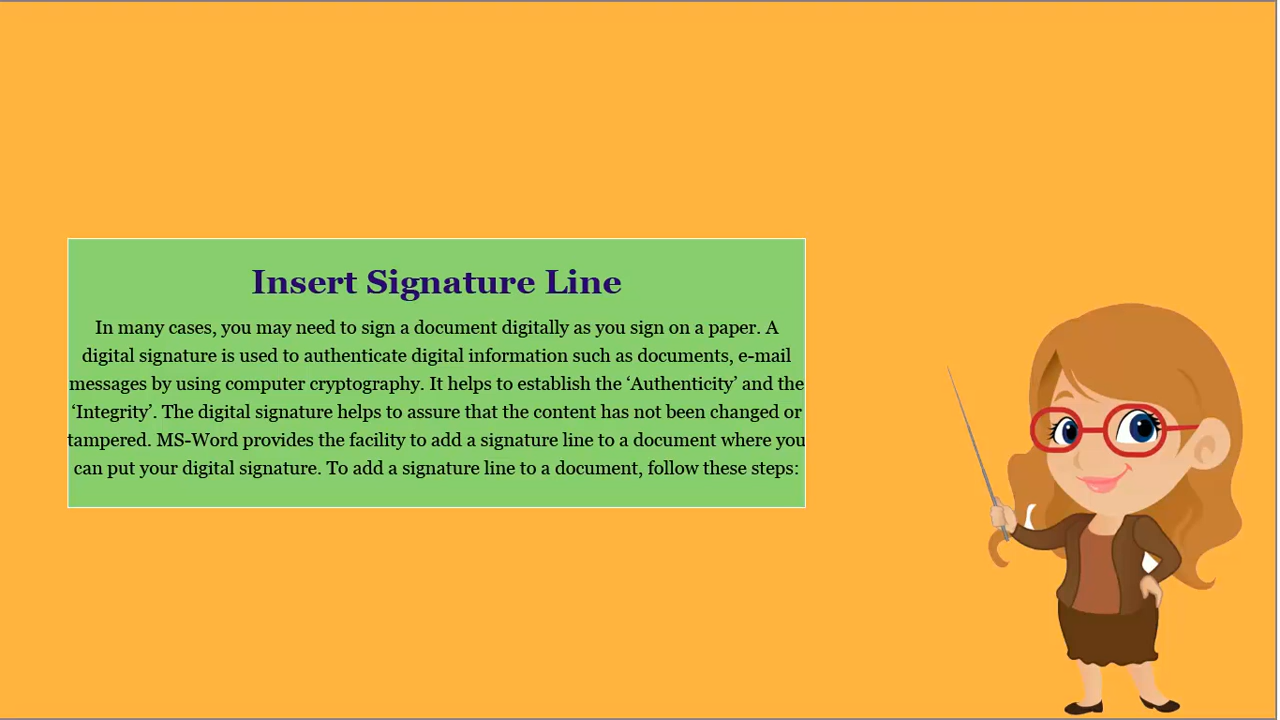 Insert Signature Line
In many cases, you may need to sign a document digitally as you sign on a paper. A
digital signature is used to authenticate digital information such as documents, e-mail
messages by using computer cryptography. It helps to establish the ‘Authenticity’ and the
‘Integrity’. The digital signature helps to assure that the content has not been changed or
tampered. MS-Word provides the facility to add a signature line to a document where you
can put your digital signature. To add a signature line to a document, follow these steps: